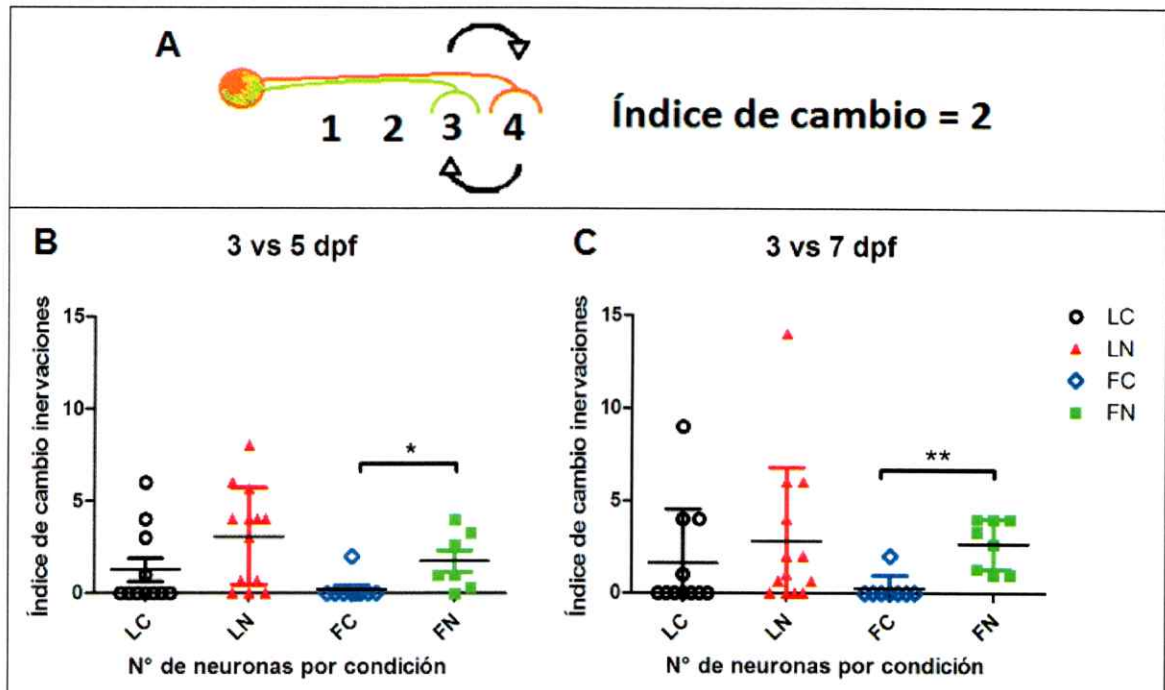 A
1 2 3 4
Índice de cambio = 2
B
3 vs 5 dpf
Índice de cambio inervaciones
15
10
5
0
*
LC LN FC FN
N° de neuronas por condición
C
3 vs 7 dpf
Índice de cambio inervaciones
15
10
5
0
**
LC LN FC FN
N° de neuronas por condición
LC
LN
FC
FN